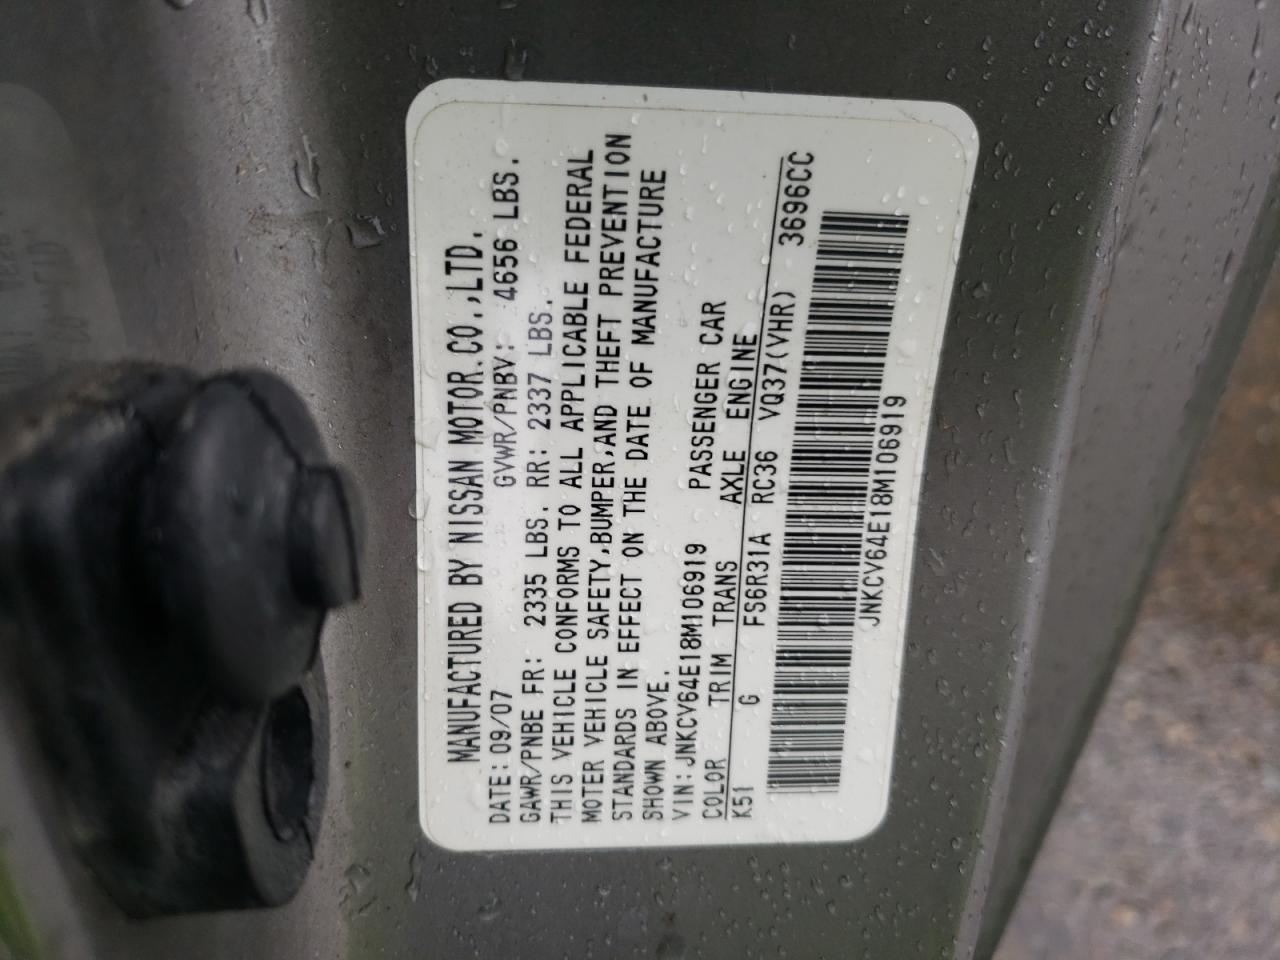 MANUFACTURED BY NISSAN MOTOR.CO.,LTD.
DATE:09/07 GVWR/PNBV: 4656 LBS.
GAWR/PNBE FR: 2335 LBS. RR: 2337 LBS.
THIS VEHICLE CONFORMS TO ALL APPLICABLE FEDERAL
MOTER VEHICLE SAFETY,BUMPER,AND THEFT PREVENTION
STANDARDS IN EFFECT ON THE DATE OF MANUFACTURE
SHOWN ABOVE.
VIN:JNKCV64E18M106919 PASSENGER CAR
COLOR TRIM TRANS AXLE ENGINE
K51 G FS6R31A RC36 VQ37(VHR) 3696CC
JNKCV64E18M106919